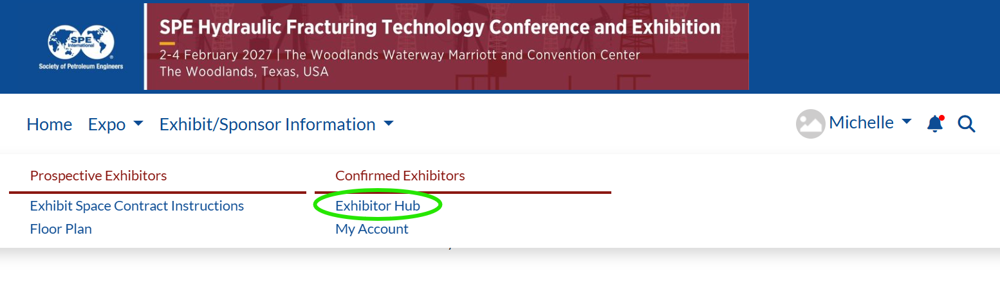 SPE
International
Society of Petroleum Engineers
SPE Hydraulic Fracturing Technology Conference and Exhibition
2-4 February 2027 | The Woodlands Waterway Marriott and Convention Center
The Woodlands, Texas, USA
Home Expo Exhibit/Sponsor Information Michelle
Prospective Exhibitors
Exhibit Space Contract Instructions
Floor Plan
Confirmed Exhibitors
Exhibitor Hub
My Account